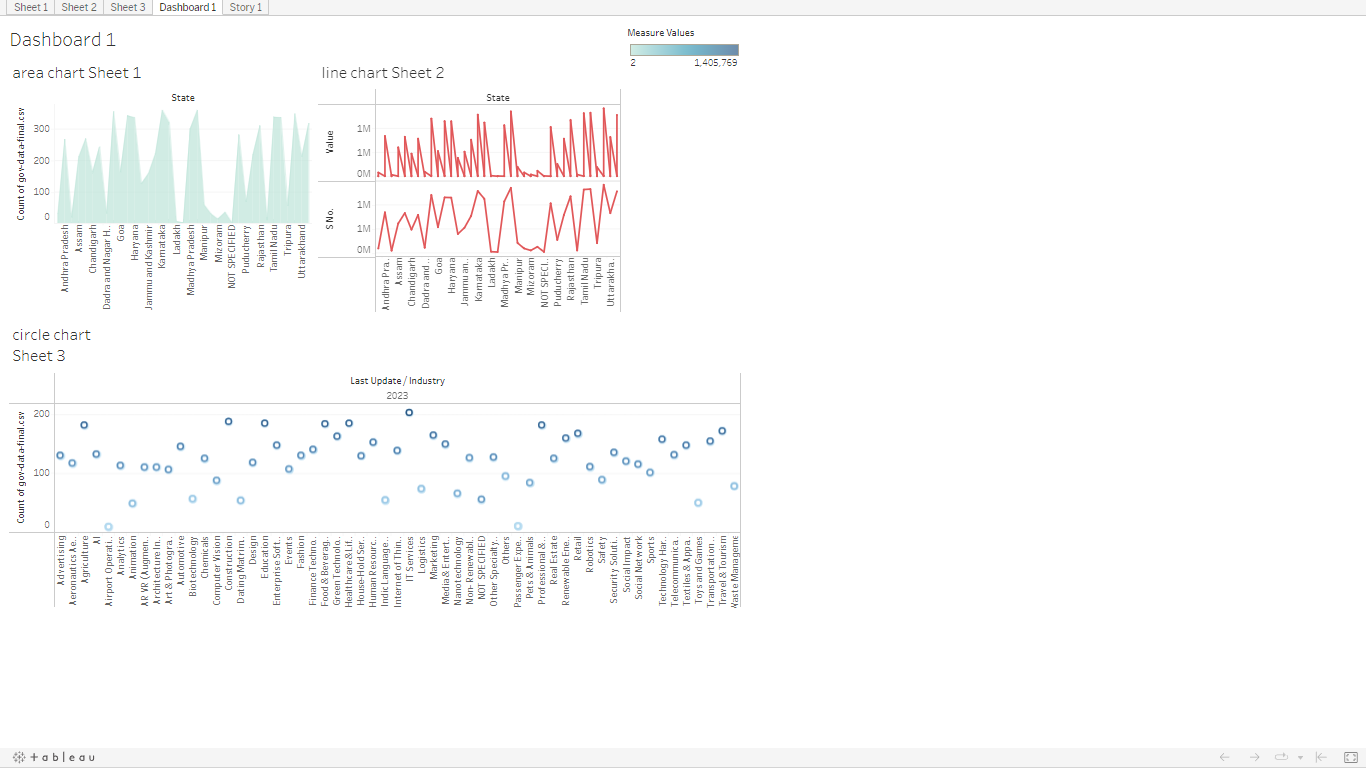 Sheet 1 Sheet 2 Sheet 3 Dashboard 1 Story 1
Dashboard 1
Measure Values
2 1,405,769
area chart Sheet 1
State
Count of gov-data-final.csv
300
200
100
0
Andhra Pradesh
Assam
Chandigarh
Dadra and Nagar H..
Goa
Haryana
Jammu and Kashmir
Karnataka
Ladakh
Madhya Pradesh
Manipur
Mizoram
NOT SPECIFIED
Puducherry
Rajasthan
Tamil Nadu
Tripura
Uttarakhand
line chart Sheet 2
State
Value
1M
1M
0M
S No.
1M
1M
0M
Andhra Pra..
Assam
Chandigarh
Dadra and ..
Goa
Haryana
Jammu an..
Karnataka
Ladakh
Madhya Pr..
Manipur
Mizoram
NOT SPECI..
Puducherry
Rajasthan
Tamil Nadu
Tripura
Uttarakha..
circle chart
Sheet 3
Last Update / Industry
2023
Count of gov-data-final.csv
200
100
0
Advertising
Aeronautics Ae..
Agriculture
AI
Airport Operati..
Analytics
Animation
AR VR (Augmen..
Architecture In..
Art & Photogra..
Automotive
Biotechnology
Chemicals
Computer Vision
Construction
Dating Matrim..
Design
Education
Enterprise Soft..
Events
Fashion
Finance Techno..
Food & Beverag..
Green Technolo..
Healthcare & Lif..
House-Hold Ser..
Human Resourc..
Indic Language..
Internet of Thin..
IT Services
Logistics
Marketing
Media & Entert..
Nanotechnology
Non- Renewabl..
NOT SPECIFIED
Other Specialty..
Others
Passenger Expe..
Pets & Animals
Professional &..
Real Estate
Renewable Ene..
Retail
Robotics
Safety
Security Soluti..
Social Impact
Social Network
Sports
Technology Har..
Telecommunica..
Textiles & Appa..
Toys and Games
Transportation..
Travel & Tourism
Waste Manageme
+ a b l e a u